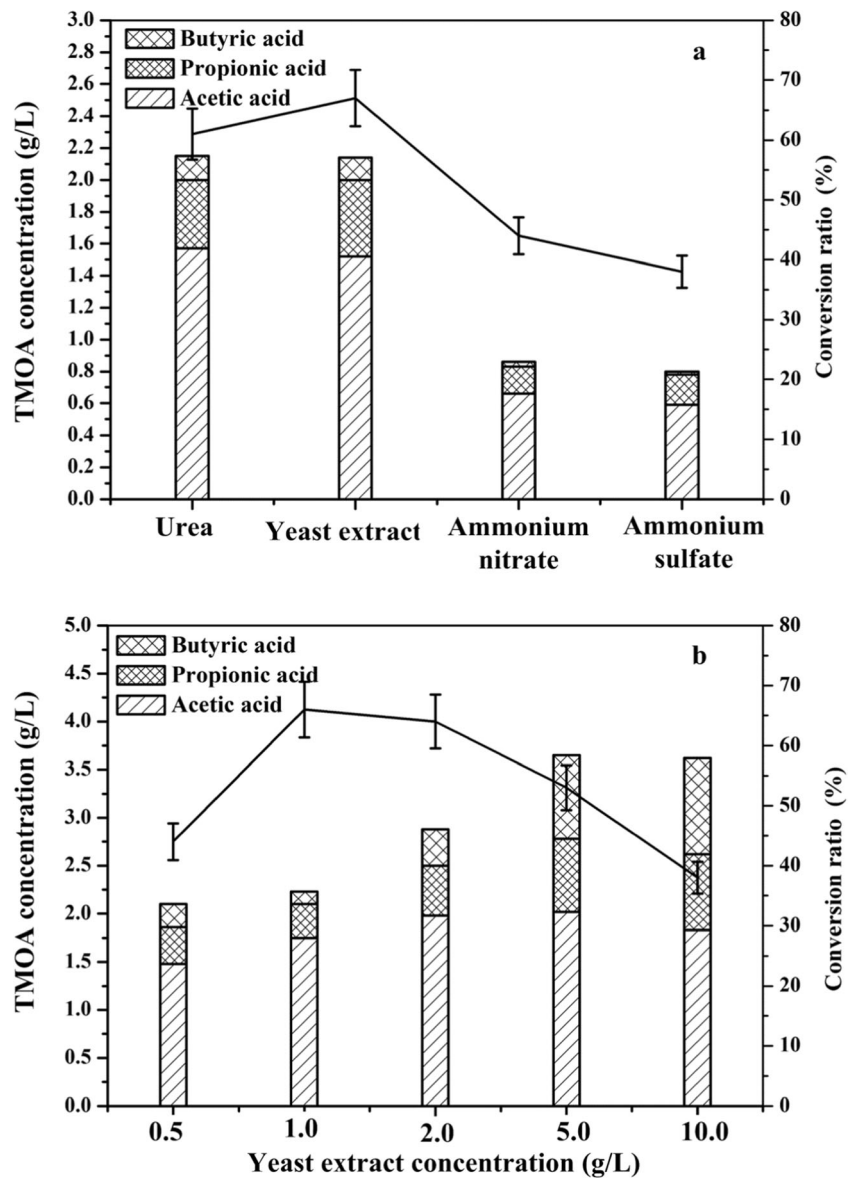 a
Butyric acid
Propionic acid
Acetic acid
TMOA concentration (g/L)
3.0
2.8
2.6
2.4
2.2
2.0
1.8
1.6
1.4
1.2
1.0
0.8
0.6
0.4
0.2
0.0
80
70
60
50
40
30
20
10
0
Conversion ratio (%)
Urea
Yeast extract
Ammonium
nitrate
Ammonium
sulfate
b
Butyric acid
Propionic acid
Acetic acid
TMOA concentration (g/L)
5.0
4.5
4.0
3.5
3.0
2.5
2.0
1.5
1.0
0.5
0.0
80
70
60
50
40
30
20
10
0
Conversion ratio (%)
0.5 1.0 2.0 5.0 10.0
Yeast extract concentration (g/L)